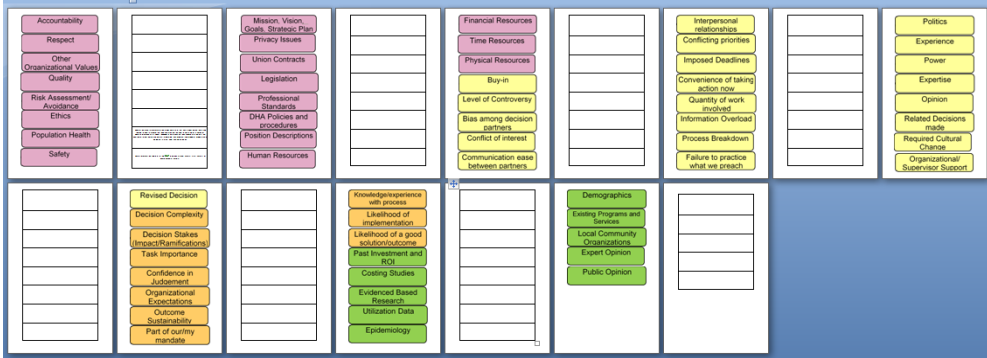 Accountability
Respect
Other
Organizational Values
Quality
Risk Assessment/
Avoidance
Ethics
Population Health
Safety
Mission, Vision,
Goals, Strategic Plan
Privacy Issues
Union Contracts
Legislation
Professional
Standards
DHA Policies and
procedures
Position Descriptions
Human Resources
Financial Resources
Time Resources
Physical Resources
Buy-in
Level of Controversy
Bias among decision
partners
Conflict of interest
Communication ease
between partners
Interpersonal
relationships
Conflicting priorities
Imposed Deadlines
Convenience of taking
action now
Quantity of work
involved
Information Overload
Process Breakdown
Failure to practice
what we preach
Politics
Experience
Power
Expertise
Opinion
Related Decisions
made
Required Cultural
Change
Organizational/
Supervisor Support
Revised Decision
Decision Complexity
Decision Stakes
(Impact/Ramifications)
Task Importance
Confidence in
Judgement
Organizational
Expectations
Outcome
Sustainability
Part of our/my
mandate
Knowledge/experience
with process
Likelihood of
implementation
Likelihood of a good
solution/outcome
Past Investment and
ROI
Costing Studies
Evidenced Based
Research
Utilization Data
Epidemiology
Demographics
Existing Programs and
Services
Local Community
Organizations
Expert Opinion
Public Opinion